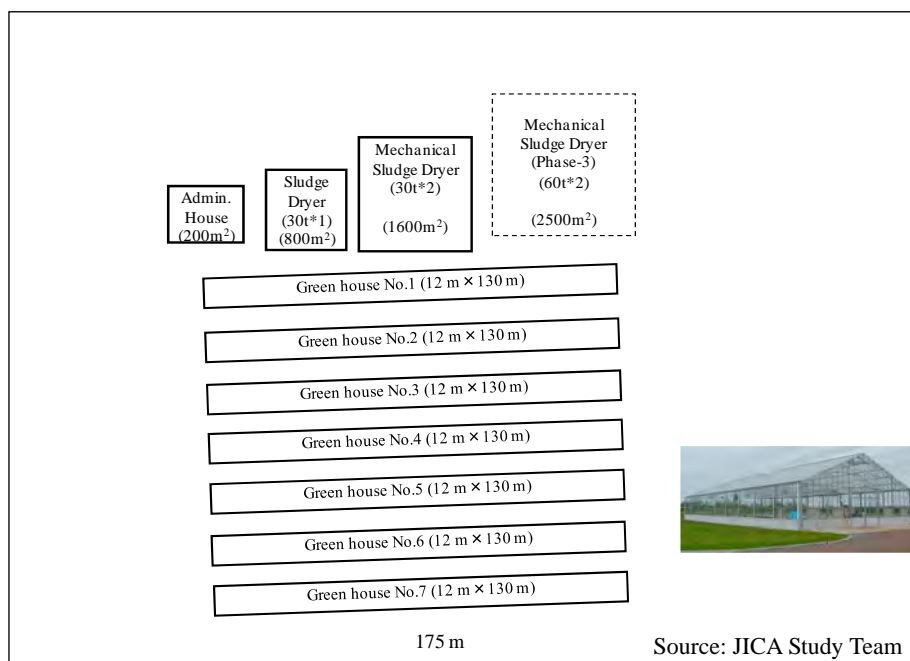 Mechanical
Sludge Dryer
(Phase-3)
(60t*2)
(2500m²)
Mechanical
Sludge Dryer
(30t*2)
(1600m²)
Sludge
Dryer
(30t*1)
(800m²)
Admin.
House
(200m²)
Green house No.1 (12 m × 130 m)
Green house No.2 (12 m × 130 m)
Green house No.3 (12 m × 130 m)
Green house No.4 (12 m × 130 m)
Green house No.5 (12 m × 130 m)
Green house No.6 (12 m × 130 m)
Green house No.7 (12 m × 130 m)
175 m
Source: JICA Study Team